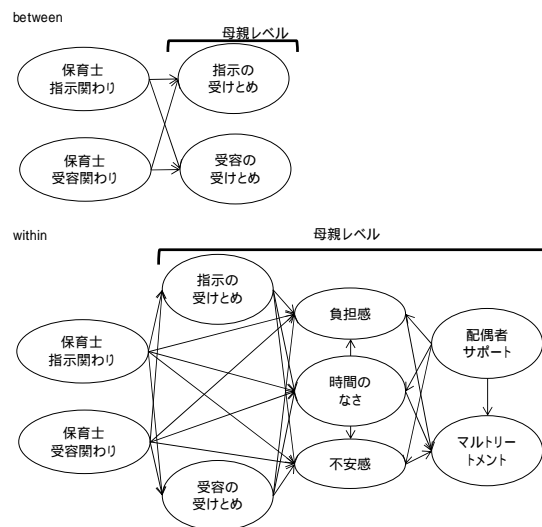 between
母親レベル
保育士
指示関わり
指示の
受けとめ
保育士
受容関わり
受容の
受けとめ
within
母親レベル
指示の
受けとめ
保育士
指示関わり
負担感
配偶者
サポート
時間の
なさ
保育士
受容関わり
不安感
マルトリー
トメント
受容の
受けとめ